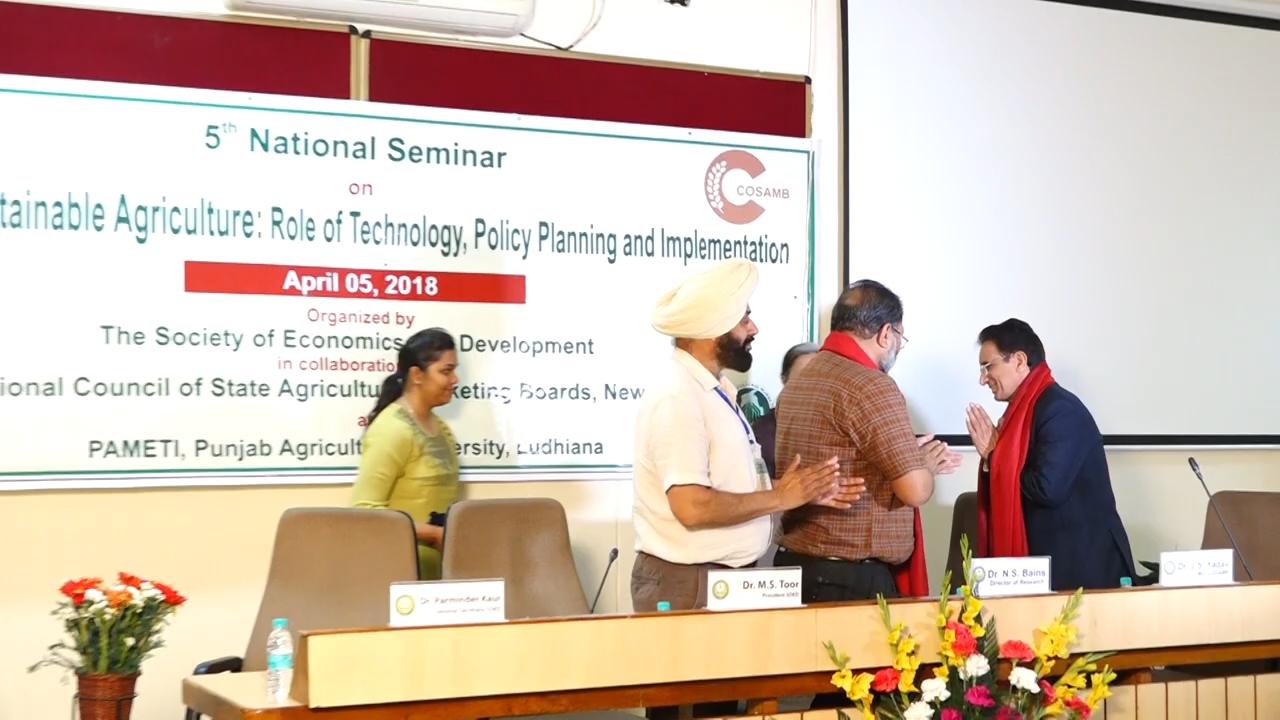 5th National Seminar
on
tainable Agriculture: Role of Technology, Policy Planning and Implementation
COSAMB
April 05, 2018
Organized by
The Society of Economics Development
in collaboration
ional Council of State Agricultu keting Boards, New
a
PAMETI, Punjab Agricult ersity, Ludhiana
Dr. Parminder Kaur
Dr. M.S. Toor
President
Dr. N.S. Bains
Director of Research